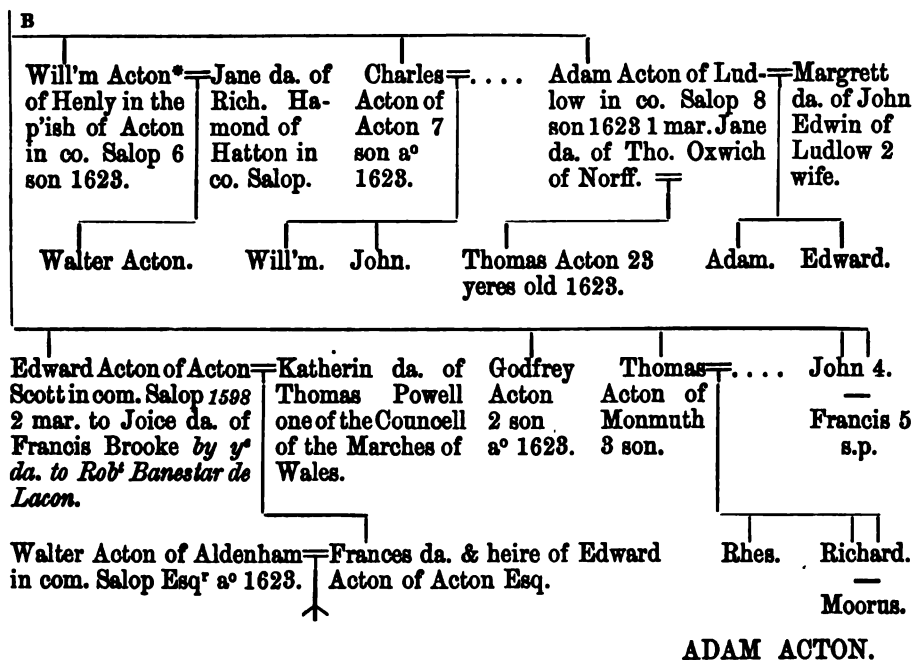 B
Will'm Acton*
of Henly in the
p'ish of Acton
in co. Salop 6
son 1623.
Jane da. of
Rich. Ha-
mond of
Hatton in
co. Salop.
Charles
Acton of
Acton 7
son aº
1623.
. . . .
Adam Acton of Lud-
low in co. Salop 8
son 1623 1 mar. Jane
da. of Tho. Oxwich
of Norff.
Margrett
da. of John
Edwin of
Ludlow 2
wife.
Walter Acton.
Will'm.
John.
Thomas Acton 23
yeres old 1623.
Adam.
Edward.
Edward Acton of Acton
Scott in com. Salop 1598
2 mar. to Joice da. of
Francis Brooke by yᵉ
da. to Robᵗ Banestar de
Lacon.
Katherin da. of
Thomas Powell
one of the Councell
of the Marches of
Wales.
Godfrey
Acton
2 son
aº 1623.
Thomas
Acton of
Monmuth
3 son.
. . . .
John 4.
—
Francis 5
s.p.
Walter Acton of Aldenham
in com. Salop Esqʳ aº 1623.
Frances da. & heire of Edward
Acton of Acton Esq.
Rhes.
Richard.
—
Moorus.
ADAM ACTON.